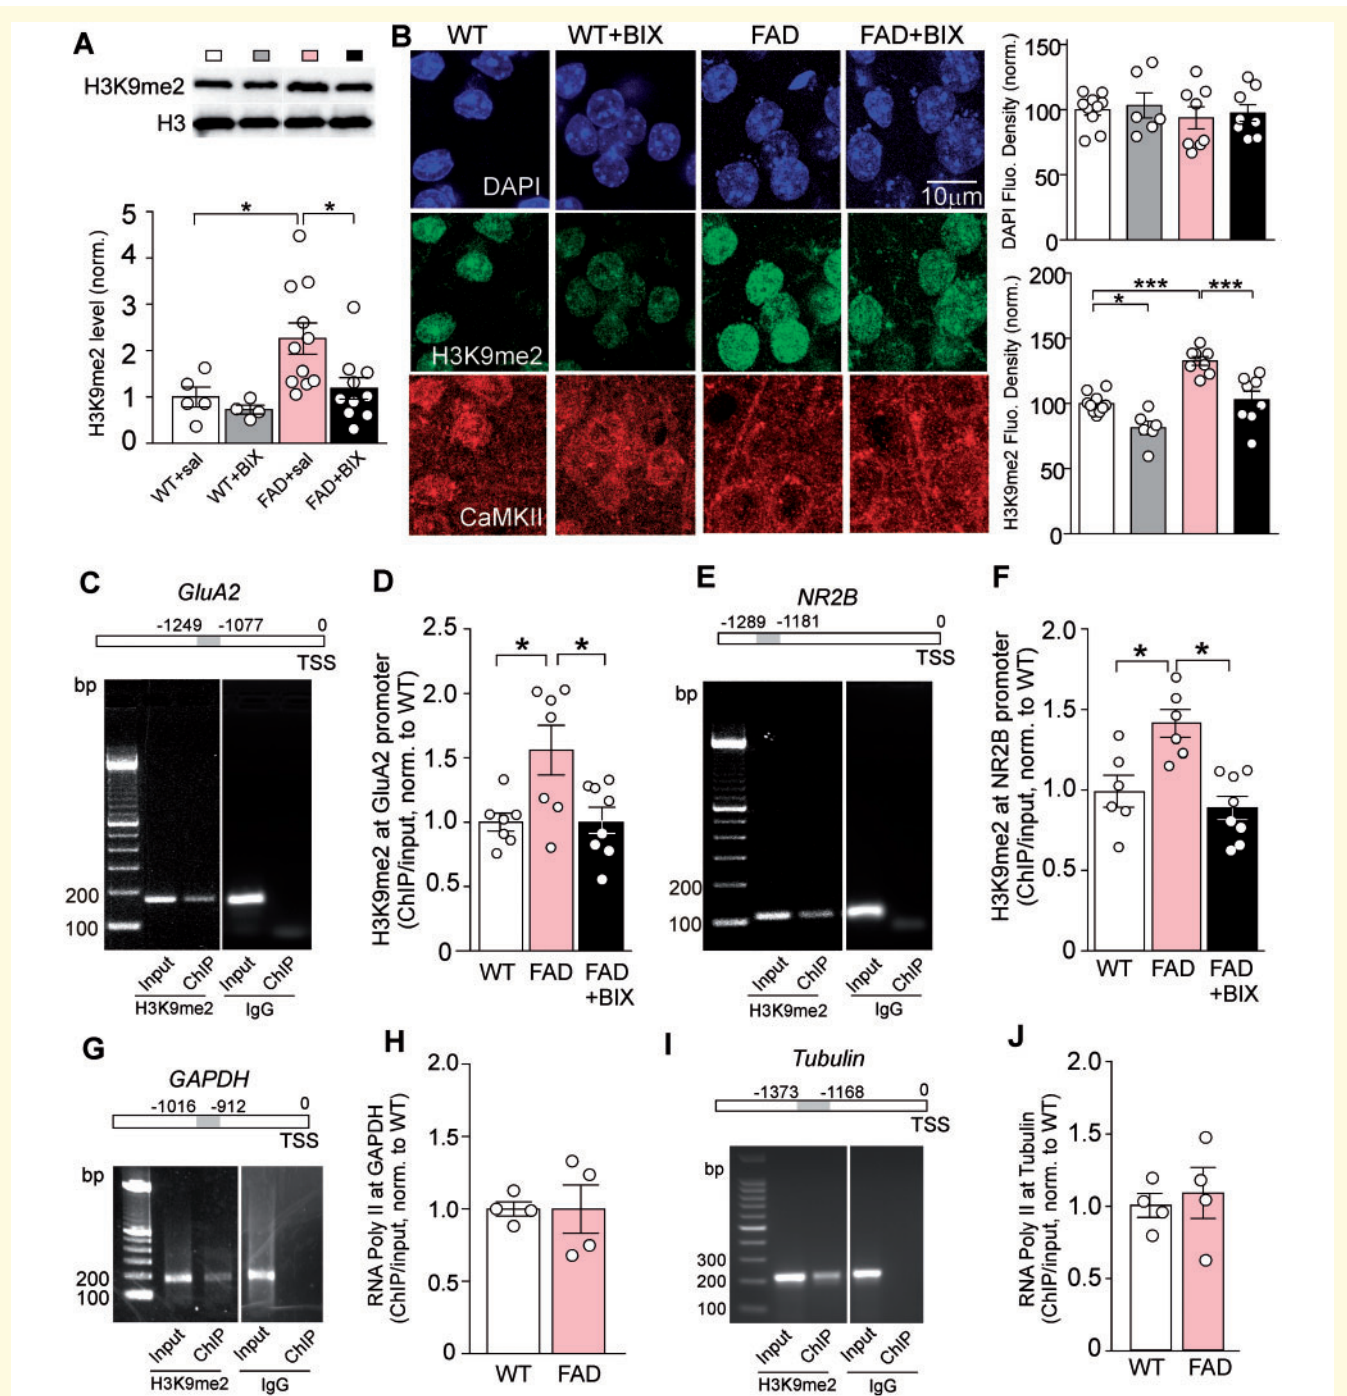 A
H3K9me2
H3
H3K9me2 level (norm.)
5
4
3
2
1
0
*
*
WT+sal
WT+BIX
FAD+sal
FAD+BIX
B
WT
WT+BIX
FAD
FAD+BIX
DAPI
10µm
H3K9me2
CaMKII
DAPI Fluo. Density (norm.)
150
100
50
0
H3K9me2 Fluo. Density (norm.)
200
150
100
50
0
***
***
*
C
GluA2
-1249
-1077
0
TSS
bp
200
100
Input
ChIP
H3K9me2
IgG
D
H3K9me2 at GluA2 promoter
(ChIP/input, norm. to WT)
2.5
2.0
1.5
1.0
0.5
0
*
*
WT
FAD
FAD
+BIX
E
NR2B
-1289
-1181
0
TSS
bp
200
100
Input
ChIP
Input
ChIP
H3K9me2
IgG
F
H3K9me2 at NR2B promoter
(ChIP/input, norm. to WT)
2.0
1.5
1.0
0.5
0
*
*
WT
FAD
FAD
+BIX
G
GAPDH
-1016
-912
0
TSS
bp
200
100
Input
ChIP
Input
ChIP
H3K9me2
IgG
H
RNA Poly II at GAPDH
(ChIP/input, norm. to WT)
2.0
1.5
1.0
0.5
0
WT
FAD
I
Tubulin
-1373
-1168
0
TSS
bp
300
200
100
Input
ChIP
Input
ChIP
H3K9me2
IgG
J
RNA Poly II at Tubulin
(ChIP/input, norm. to WT)
2.0
1.5
1.0
0.5
0
WT
FAD